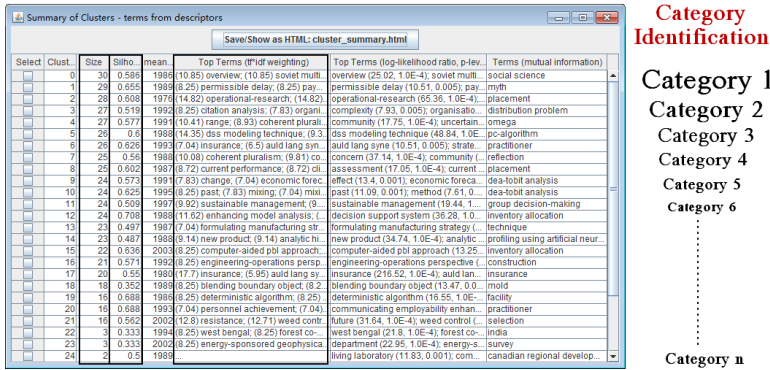 Summary of Clusters - terms from descriptors
Save/Show as HTML: cluster_summary.html
Select Clust... Size Silho... mean... Top Terms (tf*idf weighting) Top Terms (log-likelihood ratio, p-lev... Terms (mutual information)
0 30 0.586 1986 (10.85) overview; (10.85) soviet multi... overview (25.02, 1.0E-4); soviet mult... social science
1 29 0.655 1989 (8.25) permissible delay; (8.25) pay... permissible delay (10.51, 0.005); pay... myth
2 28 0.608 1976 (14.82) operational-research; (14.82)... operational-research (65.36, 1.0E-4);... placement
3 27 0.519 1992 (8.25) citation analysis; (7.83) organi... complexity (7.93, 0.005); organisatio... distribution problem
4 27 0.577 1991 (10.41) range; (8.93) coherent plurali... community (17.75, 1.0E-4); uncertain... omega
5 26 0.6 1988 (14.35) dss modeling technique; (9.3... dss modeling technique (48.84, 1.0E... pc-algorithm
6 26 0.626 1993 (7.04) insurance; (6.5) auld lang syn... auld lang syne (10.51, 0.005); strate... practitioner
7 25 0.56 1988 (10.08) coherent pluralism; (9.81) co... concern (37.14, 1.0E-4); community (... reflection
8 25 0.602 1987 (8.72) current performance; (8.72) cli... assessment (17.05, 1.0E-4); current ... placement
9 24 0.573 1991 (7.83) change; (7.04) economic forec... effect (13.4, 0.001); economic foreca... dea-tobit analysis
10 24 0.625 1995 (8.25) past; (7.83) mixing; (7.04) mixi... past (11.09, 0.001); method (7.61, 0.... dea-tobit analysis
11 24 0.509 1997 (9.92) sustainable management; (9.... sustainable management (19.44, 1.... group decision-making
12 24 0.708 1988 (11.62) enhancing model analysis; (... decision support system (36.28, 1.0... inventory allocation
13 23 0.497 1987 (7.04) formulating manufacturing str... formulating manufacturing strategy (... technique
14 23 0.487 1988 (9.14) new product; (9.14) analytic hi... new product (34.74, 1.0E-4); analytic ... profiling using artificial neur...
15 22 0.636 2003 (8.25) computer-aided pbl approach;... computer-aided pbl approach (13.25... inventory allocation
16 21 0.571 1992 (8.25) engineering-operations persp... engineering-operations perspective (... construction
17 20 0.55 1980 (17.7) insurance; (5.95) auld lang sy... insurance (216.52, 1.0E-4); auld lan... insurance
18 18 0.352 1989 (8.25) blending boundary object; (8.2... blending boundary object (13.47, 0.0... mold
19 16 0.688 1986 (8.25) deterministic algorithm; (8.25) ... deterministic algorithm (16.55, 1.0E-... facility
20 16 0.688 1993 (7.04) personnel achievement; (7.04)... communicating employability enhan... practitioner
21 16 0.562 2002 (12.8) resistance; (12.71) weed contr... future (31.64, 1.0E-4); weed control (... selection
22 3 0.333 1994 (8.25) west bengal; (8.25) forest co-... west bengal (21.8, 1.0E-4); forest co-... india
23 3 0.333 2002 (8.25) energy-sponsored geophysica... department (22.95, 1.0E-4); energy-s... survey
24 2 0.5 1989 ... living laboratory (11.83, 0.001); com... canadian regional develop...
Category
Identification
Category 1
Category 2
Category 3
Category 4
Category 5
Category 6
Category n